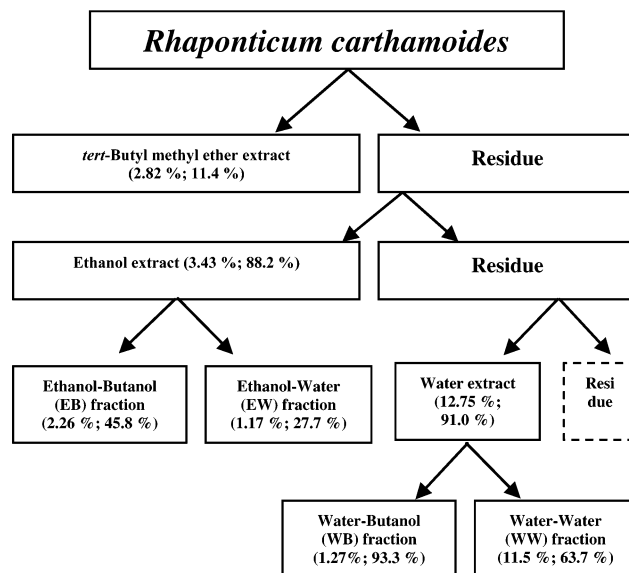 Rhaponticum carthamoides
tert-Butyl methyl ether extract
(2.82 %; 11.4 %)
Residue
Ethanol extract (3.43 %; 88.2 %)
Residue
Ethanol-Butanol
(EB) fraction
(2.26 %; 45.8 %)
Ethanol-Water
(EW) fraction
(1.17 %; 27.7 %)
Water extract
(12.75 %;
91.0 %)
Resi
due
Water-Butanol
(WB) fraction
(1.27%; 93.3 %)
Water-Water
(WW) fraction
(11.5 %; 63.7 %)